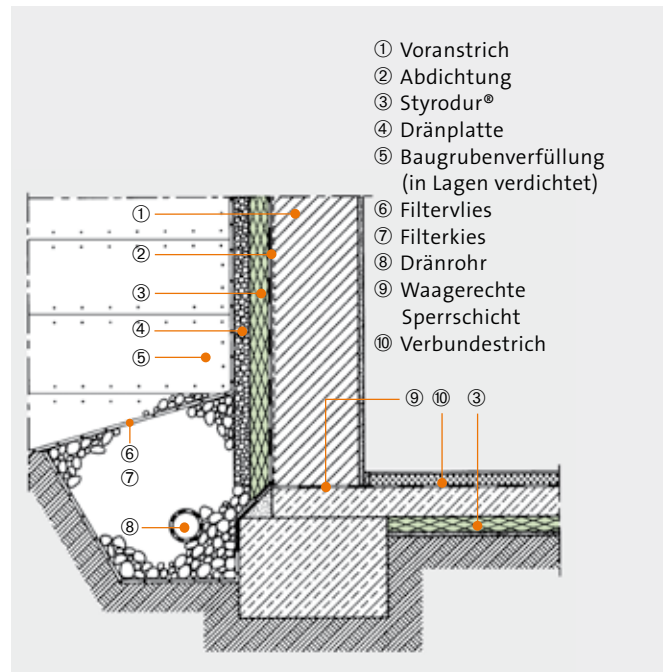 ① Voranstrich
② Abdichtung
③ Styrodur®
④ Dränplatte
⑤ Baugrubenverfüllung
(in Lagen verdichtet)
⑥ Filtervlies
⑦ Filterkies
⑧ Dränrohr
⑨ Waagerechte
Sperrschicht
⑩ Verbundestrich
①
②
③
④
⑤
⑨ ⑩ ③
⑥
⑦
⑧